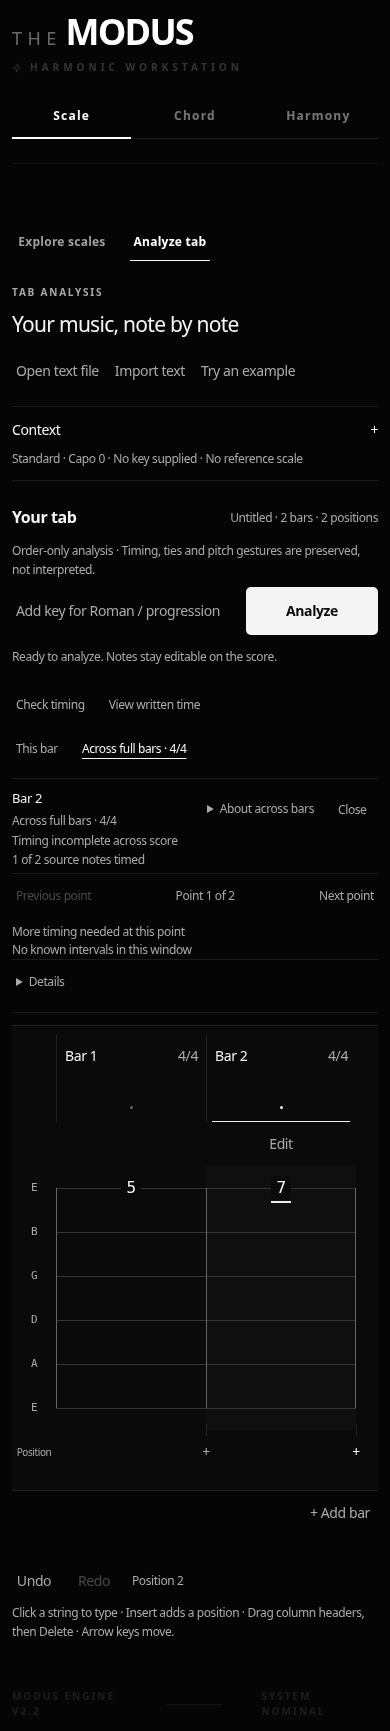 THE MODUS
HARMONIC WORKSTATION
Scale Chord Harmony
Explore scales Analyze tab
TAB ANALYSIS
Your music, note by note
Open text file Import text Try an example
Context +
Standard · Capo 0 · No key supplied · No reference scale
Your tab Untitled · 2 bars · 2 positions
Order-only analysis · Timing, ties and pitch gestures are preserved,
not interpreted.
Add key for Roman / progression Analyze
Ready to analyze. Notes stay editable on the score.
Check timing View written time
This bar Across full bars · 4/4
Bar 2 ▶ About across bars Close
Across full bars · 4/4
Timing incomplete across score
1 of 2 source notes timed
Previous point Point 1 of 2 Next point
More timing needed at this point
No known intervals in this window
▶ Details
Bar 1 4/4 Bar 2 4/4
Edit
E 5 7
B
G
D
A
E
Position + +
+ Add bar
Undo Redo Position 2
Click a string to type · Insert adds a position · Drag column headers,
then Delete · Arrow keys move.
MODUS ENGINE SYSTEM
V2.2 NOMINAL